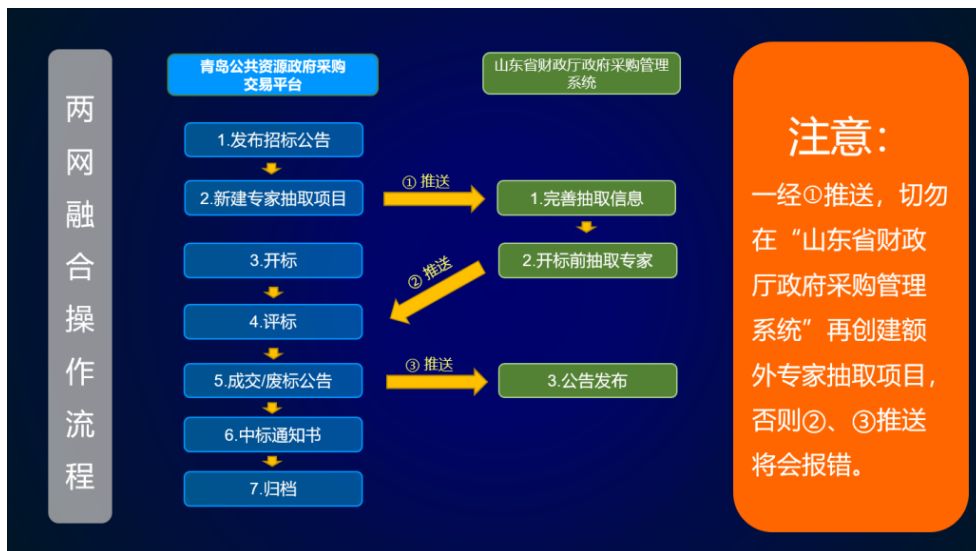 两网融合操作流程
青岛公共资源政府采购
交易平台
山东省财政厅政府采购管理
系统
1.发布招标公告
2.新建专家抽取项目
① 推送
1.完善抽取信息
3.开标
② 推送
2.开标前抽取专家
4.评标
5.成交/废标公告
③ 推送
3.公告发布
6.中标通知书
7.归档
注意：
一经①推送，切勿
在“山东省财政
厅政府采购管理
系统”再创建额
外专家抽取项目，
否则②、③推送
将会报错。